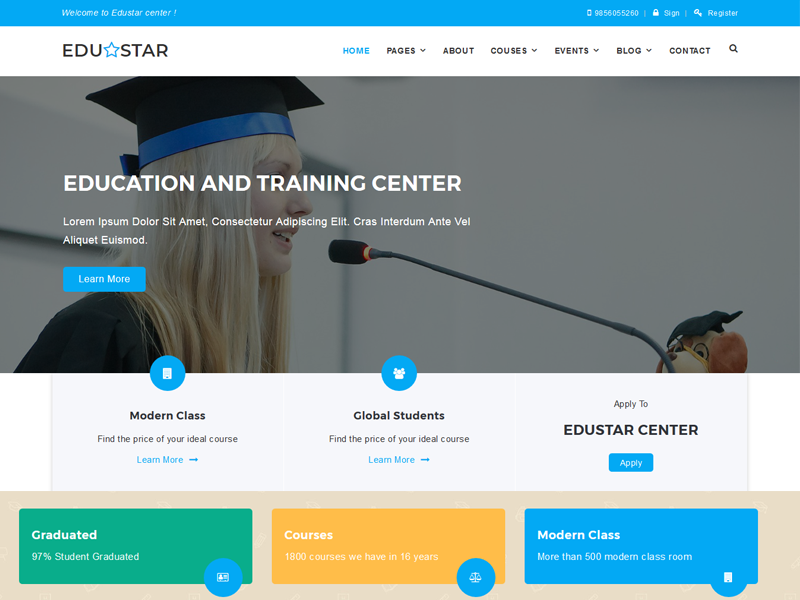 Welcome to Edustar center !
9856055260 | Sign | Register
EDU STAR
HOME PAGES ABOUT COUSES EVENTS BLOG CONTACT
EDUCATION AND TRAINING CENTER
Lorem Ipsum Dolor Sit Amet, Consectetur Adipiscing Elit. Cras Interdum Ante Vel
Aliquet Euismod.
Learn More
Modern Class
Find the price of your ideal course
Learn More
Global Students
Find the price of your ideal course
Learn More
Apply To
EDUSTAR CENTER
Apply
Graduated
97% Student Graduated
Courses
1800 courses we have in 16 years
Modern Class
More than 500 modern class room